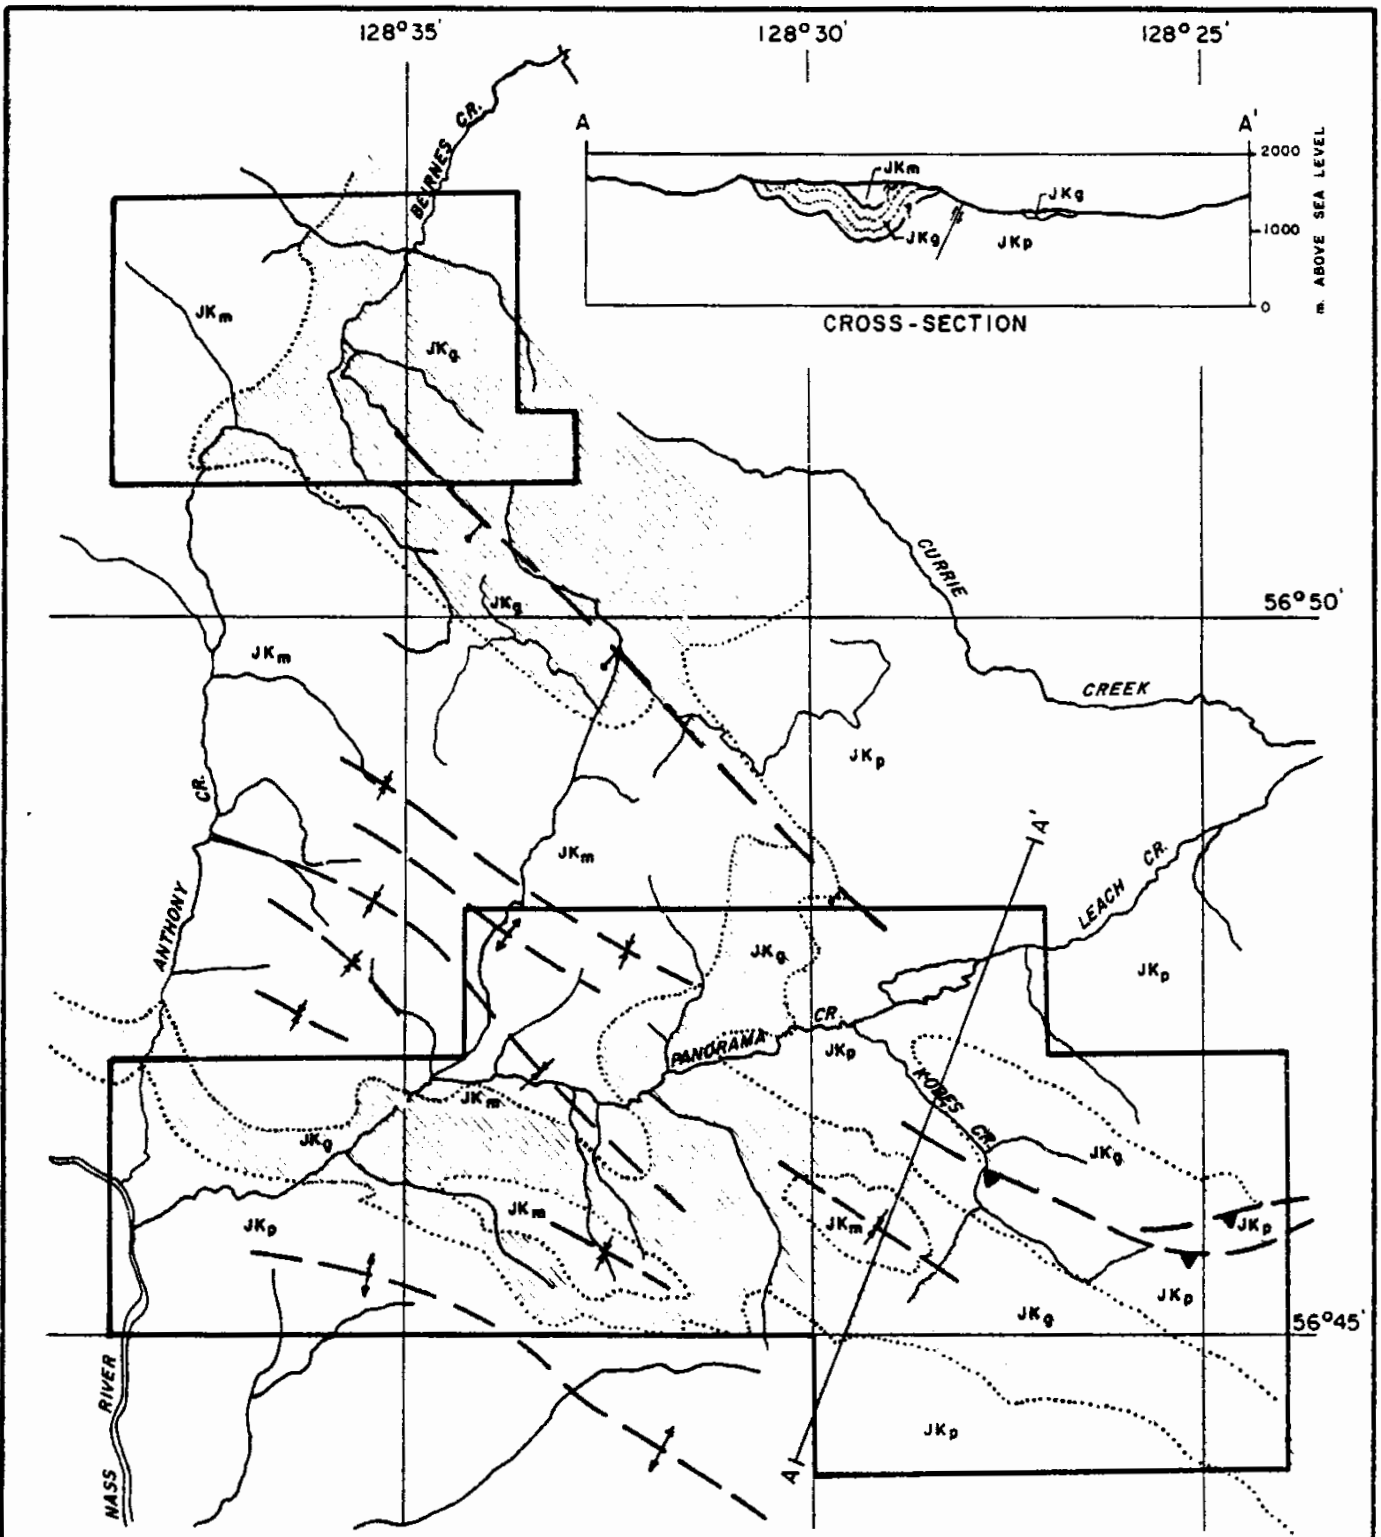 128°35' 128°30' 128°25'
BEIRNES CR.
A A'
2000
JKm
JKg
1000
JKg JKp
0
m. ABOVE SEA LEVEL
CROSS-SECTION
JKm
JKg
CURRIE
JKg
56°50'
JKm
CREEK
JKp
CR.
JKm
A'
ANTHONY
LEACH CR.
JKg
JKp
PANORAMA CR.
JKp
KOBES CR.
JKm
JKg
JKg
JKm
JKp
JKm
JKp
JKp
JKg
56°45'
NASS RIVER
JKp
A